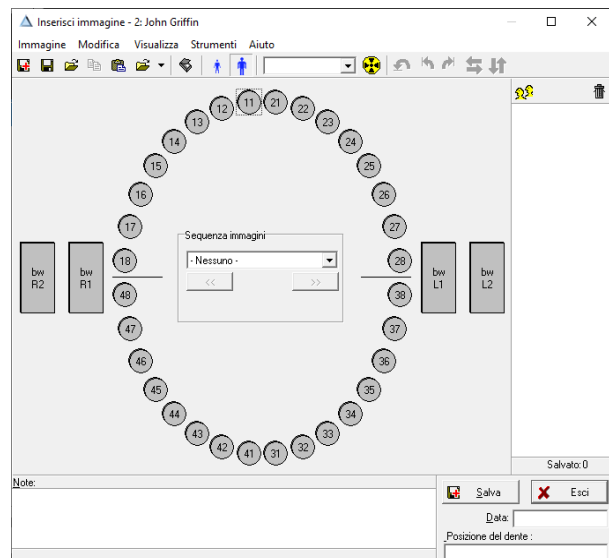 Inserisci immagine - 2: John Griffin
Immagine Modifica Visualizza Strumenti Aiuto
11 21
12 22
13 23
14 24
15 25
16 26
17 27
18 28
Sequenza immagini
- Nessuno -
<< >>
bw R2
bw R1
bw L1
bw L2
48 38
47 37
46 36
45 35
44 34
43 33
42 32
41 31
Salvato:0
Note:
Salva Esci
Data:
Posizione del dente :